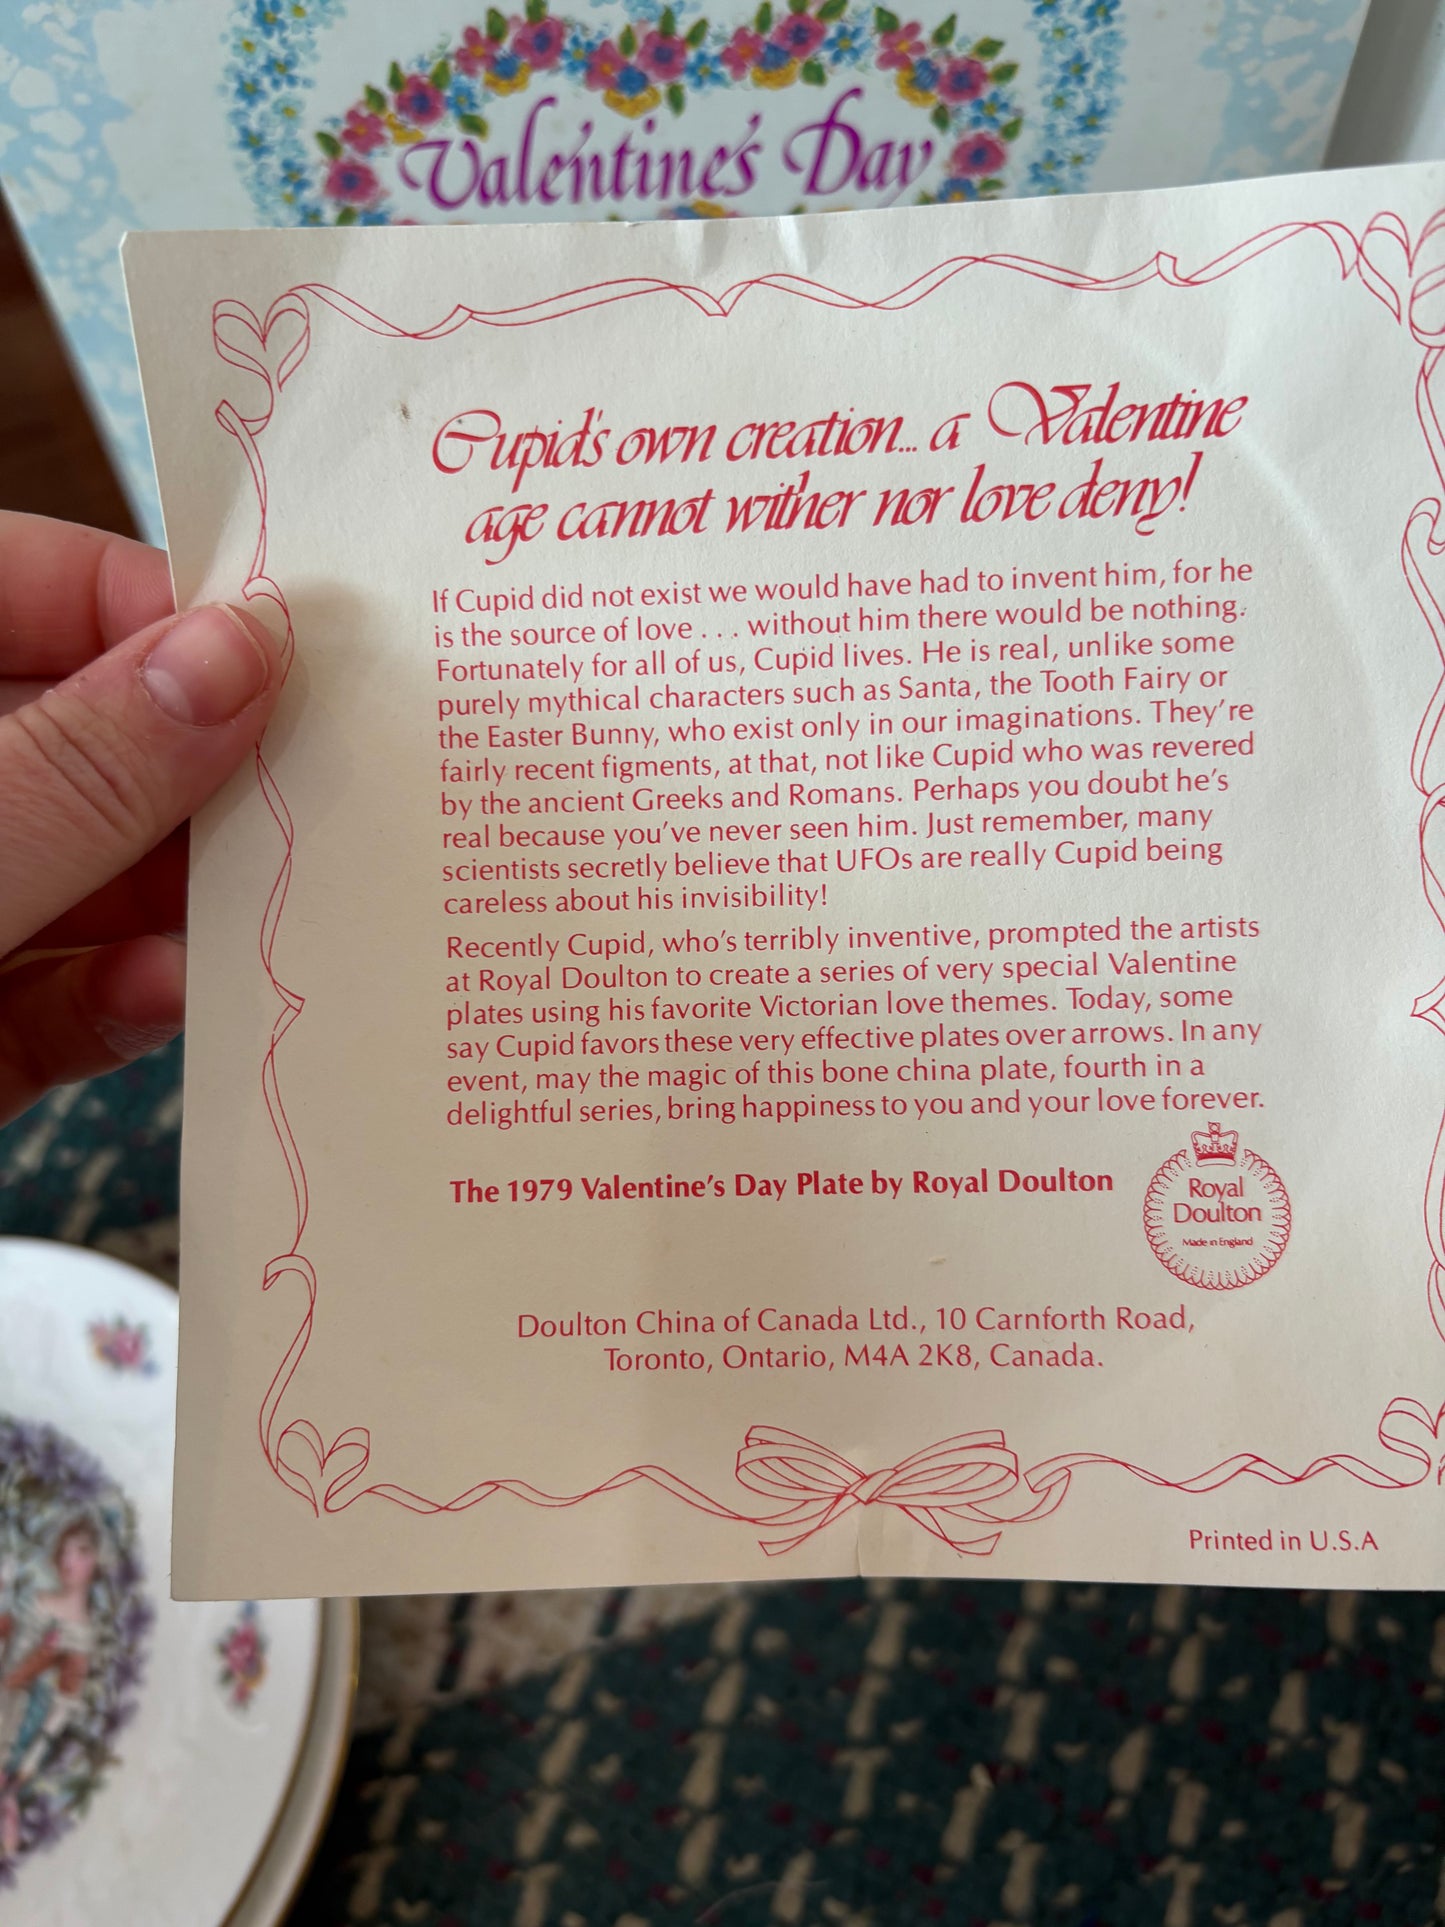 Valentine's Day
Cupid's own creation... a Valentine
age cannot wither nor love deny!
If Cupid did not exist we would have had to invent him, for he
is the source of love . . . without him there would be nothing.
Fortunately for all of us, Cupid lives. He is real, unlike some
purely mythical characters such as Santa, the Tooth Fairy or
the Easter Bunny, who exist only in our imaginations. They're
fairly recent figments, at that, not like Cupid who was revered
by the ancient Greeks and Romans. Perhaps you doubt he's
real because you've never seen him. Just remember, many
scientists secretly believe that UFOs are really Cupid being
careless about his invisibility!
Recently Cupid, who's terribly inventive, prompted the artists
at Royal Doulton to create a series of very special Valentine
plates using his favorite Victorian love themes. Today, some
say Cupid favors these very effective plates over arrows. In any
event, may the magic of this bone china plate, fourth in a
delightful series, bring happiness to you and your love forever.
The 1979 Valentine's Day Plate by Royal Doulton
Royal
Doulton
Made in England
Doulton China of Canada Ltd., 10 Carnforth Road,
Toronto, Ontario, M4A 2K8, Canada.
Printed in U.S.A